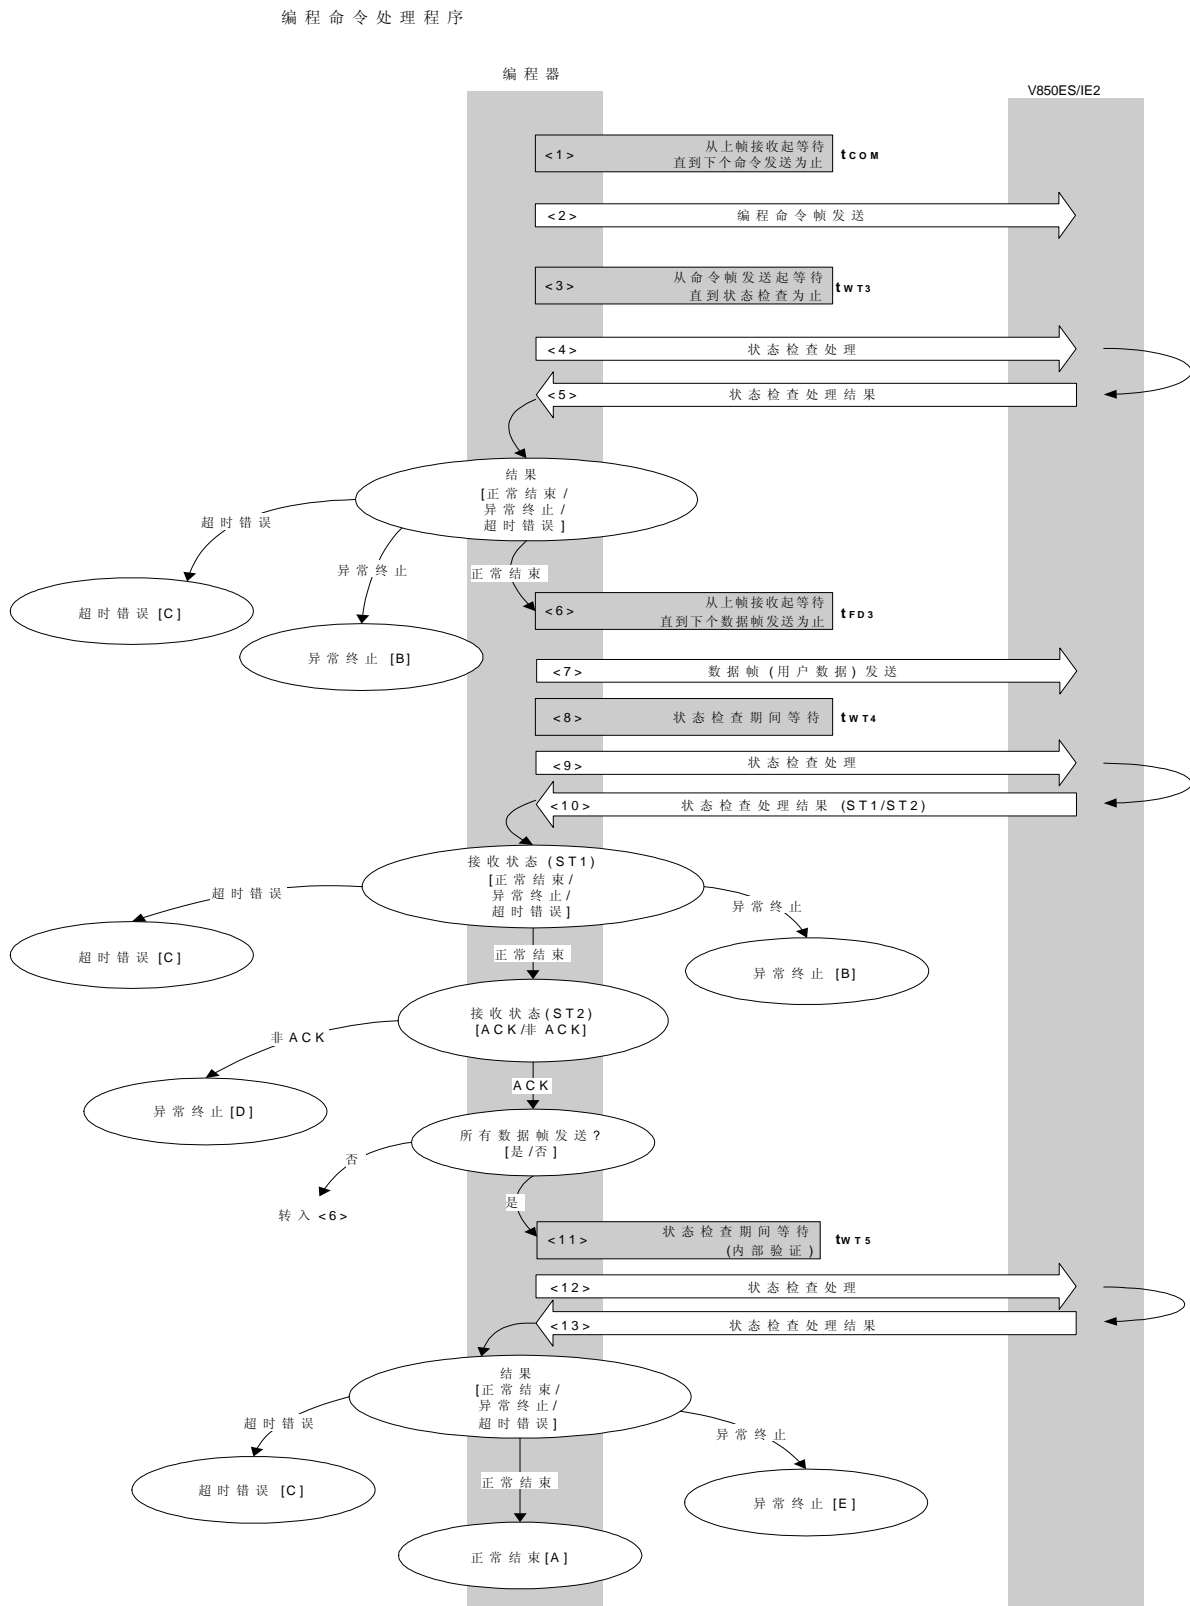 编程命令处理程序
编程器
V850ES/IE2
<1> 从上帧接收起等待
直到下个命令发送为止
tCOM
<2> 编程命令帧发送
<3> 从命令帧发送起等待
直到状态检查为止
tWT3
<4> 状态检查处理
<5> 状态检查处理结果
结果
[正常结束/
异常终止/
超时错误]
超时错误
异常终止
正常结束
超时错误[C]
异常终止 [B]
<6> 从上帧接收起等待
直到下个数据帧发送为止
tFD3
<7> 数据帧(用户数据)发送
<8> 状态检查期间等待
tWT4
<9> 状态检查处理
<10> 状态检查处理结果 (ST1/ST2)
接收状态(ST1)
[正常结束/
异常终止/
超时错误]
超时错误
异常终止
正常结束
超时错误[C]
异常终止 [B]
接收状态(ST2)
[ACK/非 ACK]
非 ACK
ACK
异常终止[D]
所有数据帧发送?
[是/否]
否
是
转入<6>
<11> 状态检查期间等待
(内部验证)
tWT5
<12> 状态检查处理
<13> 状态检查处理结果
结果
[正常结束/
异常终止/
超时错误]
超时错误
异常终止
正常结束
超时错误 [C]
异常终止 [E]
正常结束[A]